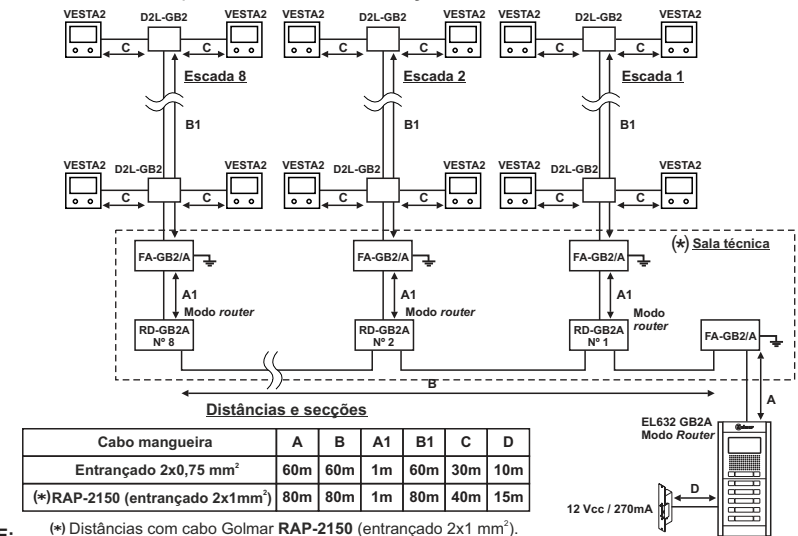 VESTA2 D2L-GB2 VESTA2 VESTA2 D2L-GB2 VESTA2 VESTA2 D2L-GB2 VESTA2
C C C C C C
Escada 8 Escada 2 Escada 1
B1 B1 B1
VESTA2 D2L-GB2 VESTA2 VESTA2 D2L-GB2 VESTA2 VESTA2 D2L-GB2 VESTA2
C C C C C C
(*) Sala técnica
FA-GB2/A FA-GB2/A FA-GB2/A
A1 A1 A1
Modo router Modo router Modo router
RD-GB2A Nº 8 RD-GB2A Nº 2 RD-GB2A Nº 1 FA-GB2/A
B
A
Distâncias e secções
EL632 GB2A
Modo Router
Cabo mangueira A B A1 B1 C D
Entrançado 2x0,75 mm² 60m 60m 1m 60m 30m 10m
(*)RAP-2150 (entrançado 2x1mm²) 80m 80m 1m 80m 40m 15m
D
12 Vcc / 270mA
E: (*) Distâncias com cabo Golmar RAP-2150 (entrançado 2x1 mm²).